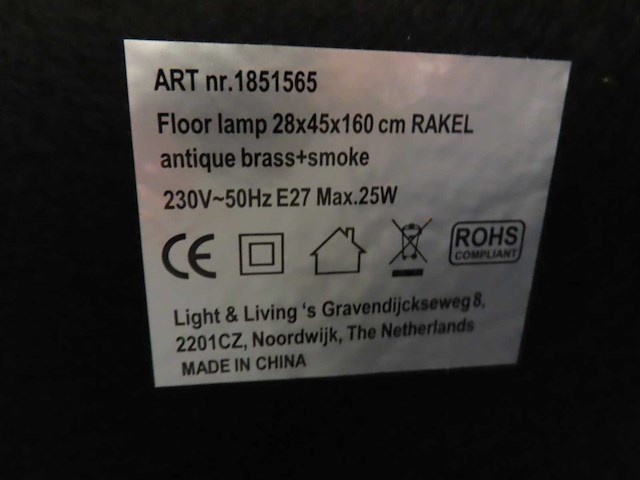 ART nr.1851565
Floor lamp 28x45x160 cm RAKEL
antique brass+smoke
230V~50Hz E27 Max.25W
CE
ROHS
COMPLIANT
Light & Living 's Gravendijckseweg 8,
2201CZ, Noordwijk, The Netherlands
MADE IN CHINA